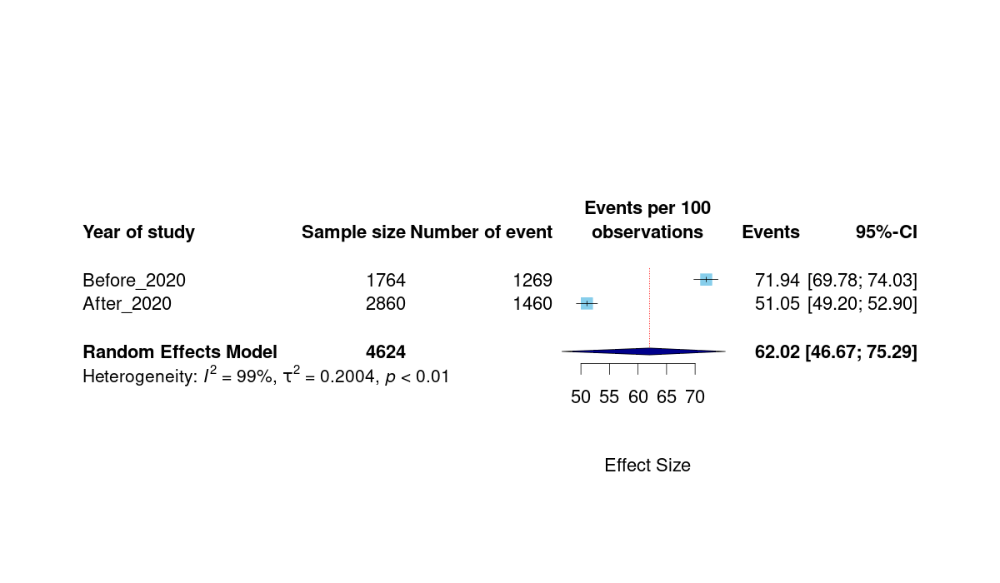 Events per 100
Year of study Sample size Number of event observations Events 95%-CI
Before_2020 1764 1269 71.94 [69.78; 74.03]
After_2020 2860 1460 51.05 [49.20; 52.90]
Random Effects Model 4624 62.02 [46.67; 75.29]
Heterogeneity: I² = 99%, τ² = 0.2004, p < 0.01
50 55 60 65 70
Effect Size